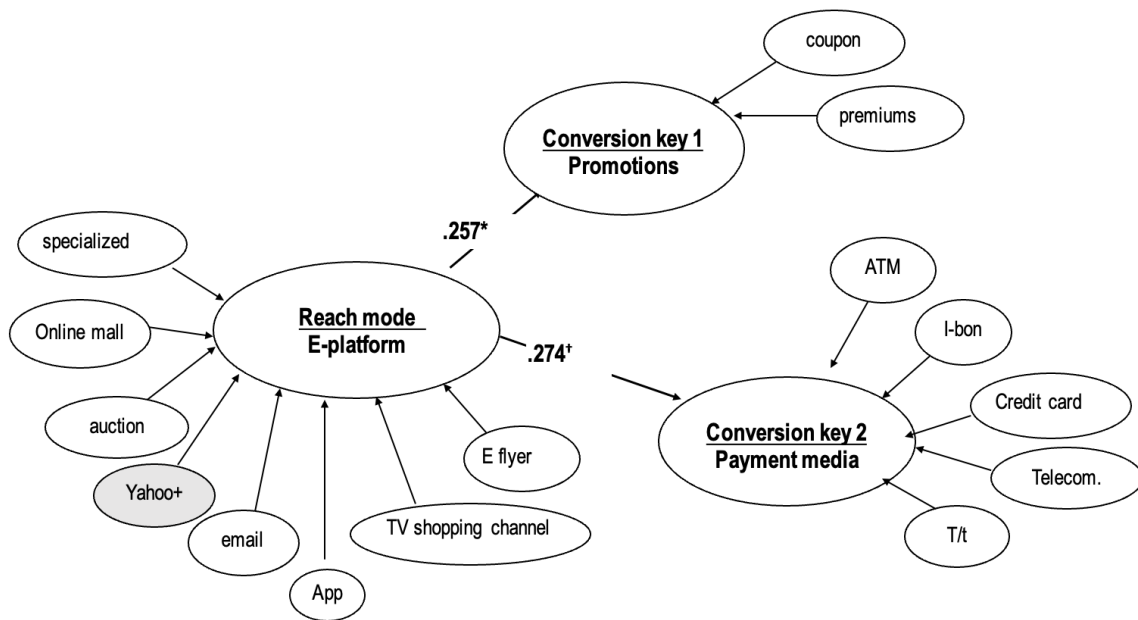 coupon
premiums
Conversion key 1
Promotions
.257*
specialized
Online mall
auction
Yahoo+
email
App
TV shopping channel
E flyer
Reach mode
E-platform
.274†
ATM
I-bon
Credit card
Telecom.
T/t
Conversion key 2
Payment media